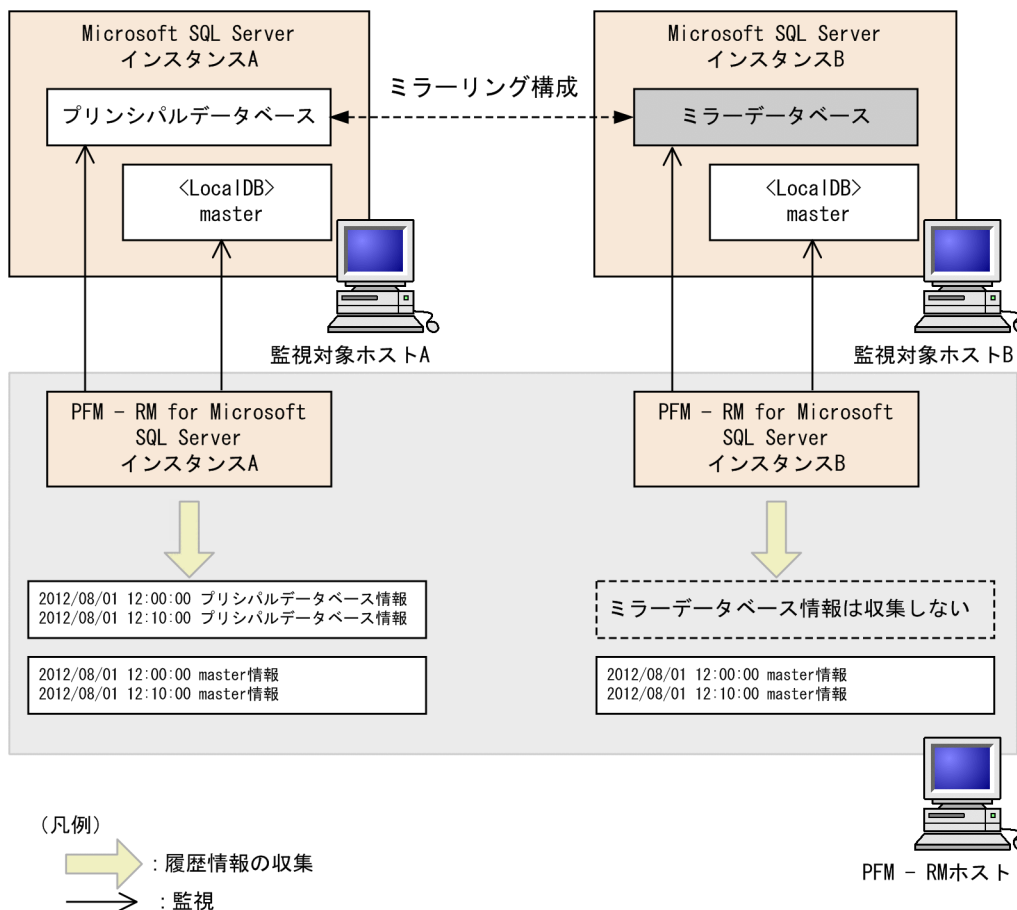 Microsoft SQL Server
インスタンスA
Microsoft SQL Server
インスタンスB
ミラーリング構成
プリンシパルデータベース
ミラーデータベース
<LocalDB>
master
<LocalDB>
master
監視対象ホストA
監視対象ホストB
PFM - RM for Microsoft
SQL Server
インスタンスA
PFM - RM for Microsoft
SQL Server
インスタンスB
2012/08/01 12:00:00 プリシパルデータベース情報
2012/08/01 12:10:00 プリシパルデータベース情報
ミラーデータベース情報は収集しない
2012/08/01 12:00:00 master情報
2012/08/01 12:10:00 master情報
2012/08/01 12:00:00 master情報
2012/08/01 12:10:00 master情報
PFM - RMホスト
(凡例)
: 履歴情報の収集
: 監視